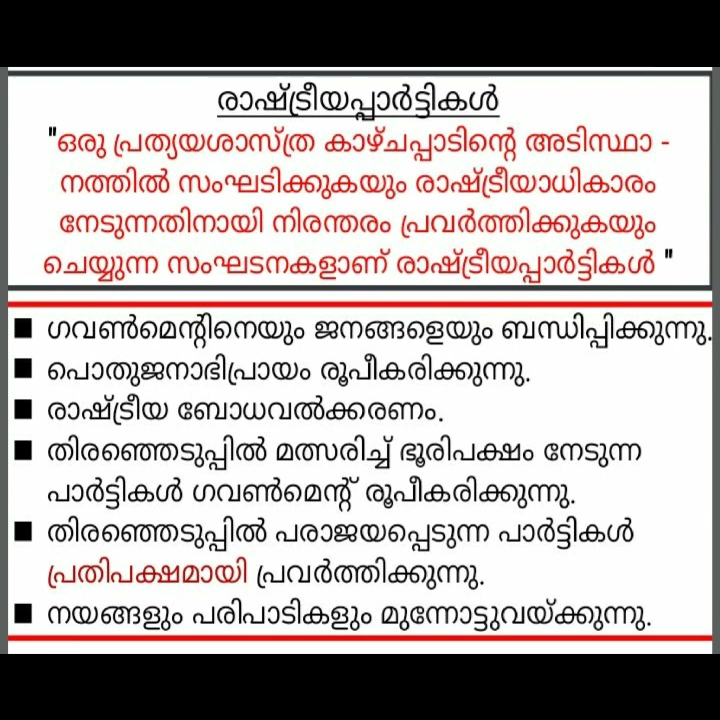 രാഷ്ട്രീയപ്പാർട്ടികൾ
"ഒരു പ്രത്യയശാസ്ത്ര കാഴ്ചപ്പാടിന്റെ അടിസ്ഥാ -
നത്തിൽ സംഘടിക്കുകയും രാഷ്ട്രീയാധികാരം
നേടുന്നതിനായി നിരന്തരം പ്രവർത്തിക്കുകയും
ചെയ്യുന്ന സംഘടനകളാണ് രാഷ്ട്രീയപ്പാർട്ടികൾ "
■ ഗവൺമെന്റിനെയും ജനങ്ങളെയും ബന്ധിപ്പിക്കുന്നു.
■ പൊതുജനാഭിപ്രായം രൂപീകരിക്കുന്നു.
■ രാഷ്ട്രീയ ബോധവൽക്കരണം.
■ തിരഞ്ഞെടുപ്പിൽ മത്സരിച്ച് ഭൂരിപക്ഷം നേടുന്ന
പാർട്ടികൾ ഗവൺമെന്റ് രൂപീകരിക്കുന്നു.
■ തിരഞ്ഞെടുപ്പിൽ പരാജയപ്പെടുന്ന പാർട്ടികൾ
പ്രതിപക്ഷമായി പ്രവർത്തിക്കുന്നു.
■ നയങ്ങളും പരിപാടികളും മുന്നോട്ടുവയ്ക്കുന്നു.